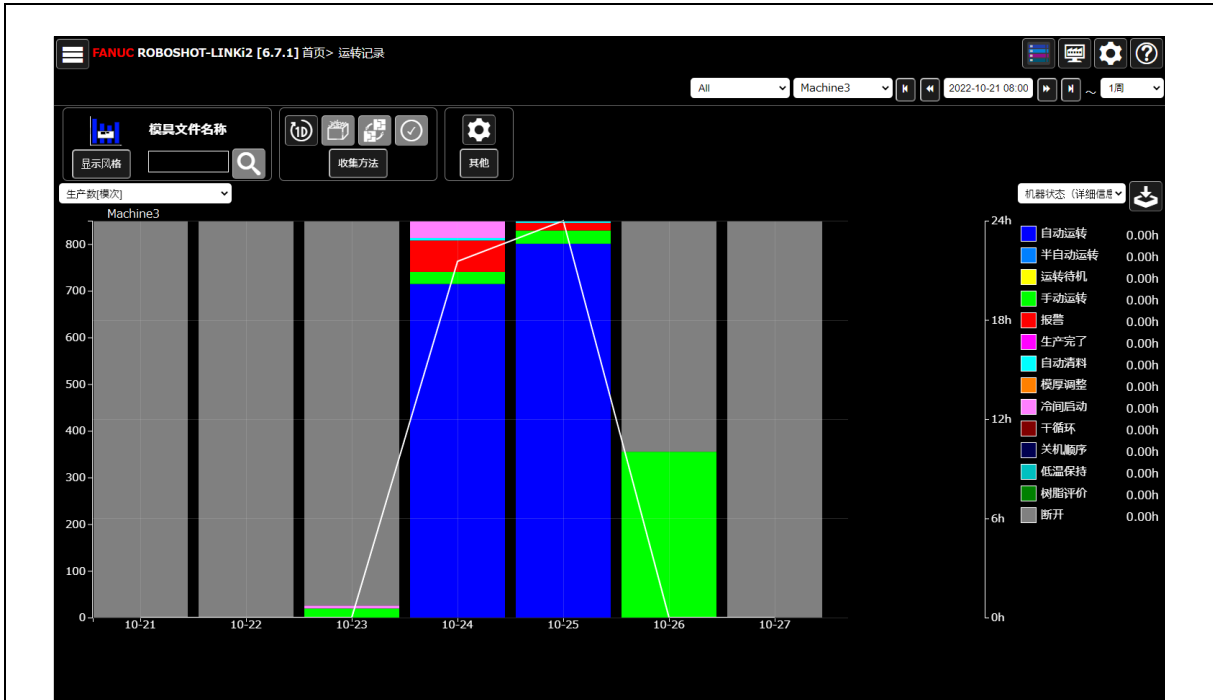 FANUC ROBOSHOT-LINKi2 [6.7.1] 首页> 运转记录
All Machine3 2022-10-21 08:00 ~ 1周
模具文件名称 1D
显示风格 收集方法 其他
生产数[模次] 机器状态（详细信息
Machine3
24h
18h
12h
6h
0h
800
700
600
500
400
300
200
100
0
10-21 10-22 10-23 10-24 10-25 10-26 10-27
自动运转 0.00h
半自动运转 0.00h
运转待机 0.00h
手动运转 0.00h
报警 0.00h
生产完了 0.00h
自动清料 0.00h
模厚调整 0.00h
冷间启动 0.00h
干循环 0.00h
关机顺序 0.00h
低温保持 0.00h
树脂评价 0.00h
断开 0.00h